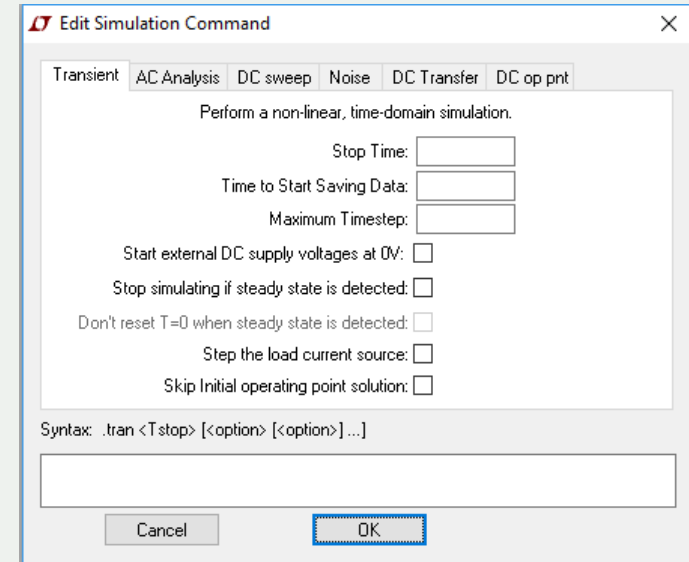 Edit Simulation Command
Transient AC Analysis DC sweep Noise DC Transfer DC op pnt
Perform a non-linear, time-domain simulation.
Stop Time:
Time to Start Saving Data:
Maximum Timestep:
Start external DC supply voltages at 0V:
Stop simulating if steady state is detected:
Don't reset T=0 when steady state is detected:
Step the load current source:
Skip Initial operating point solution:
Syntax: .tran <Tstop> [<option> [<option>] ...]
Cancel OK